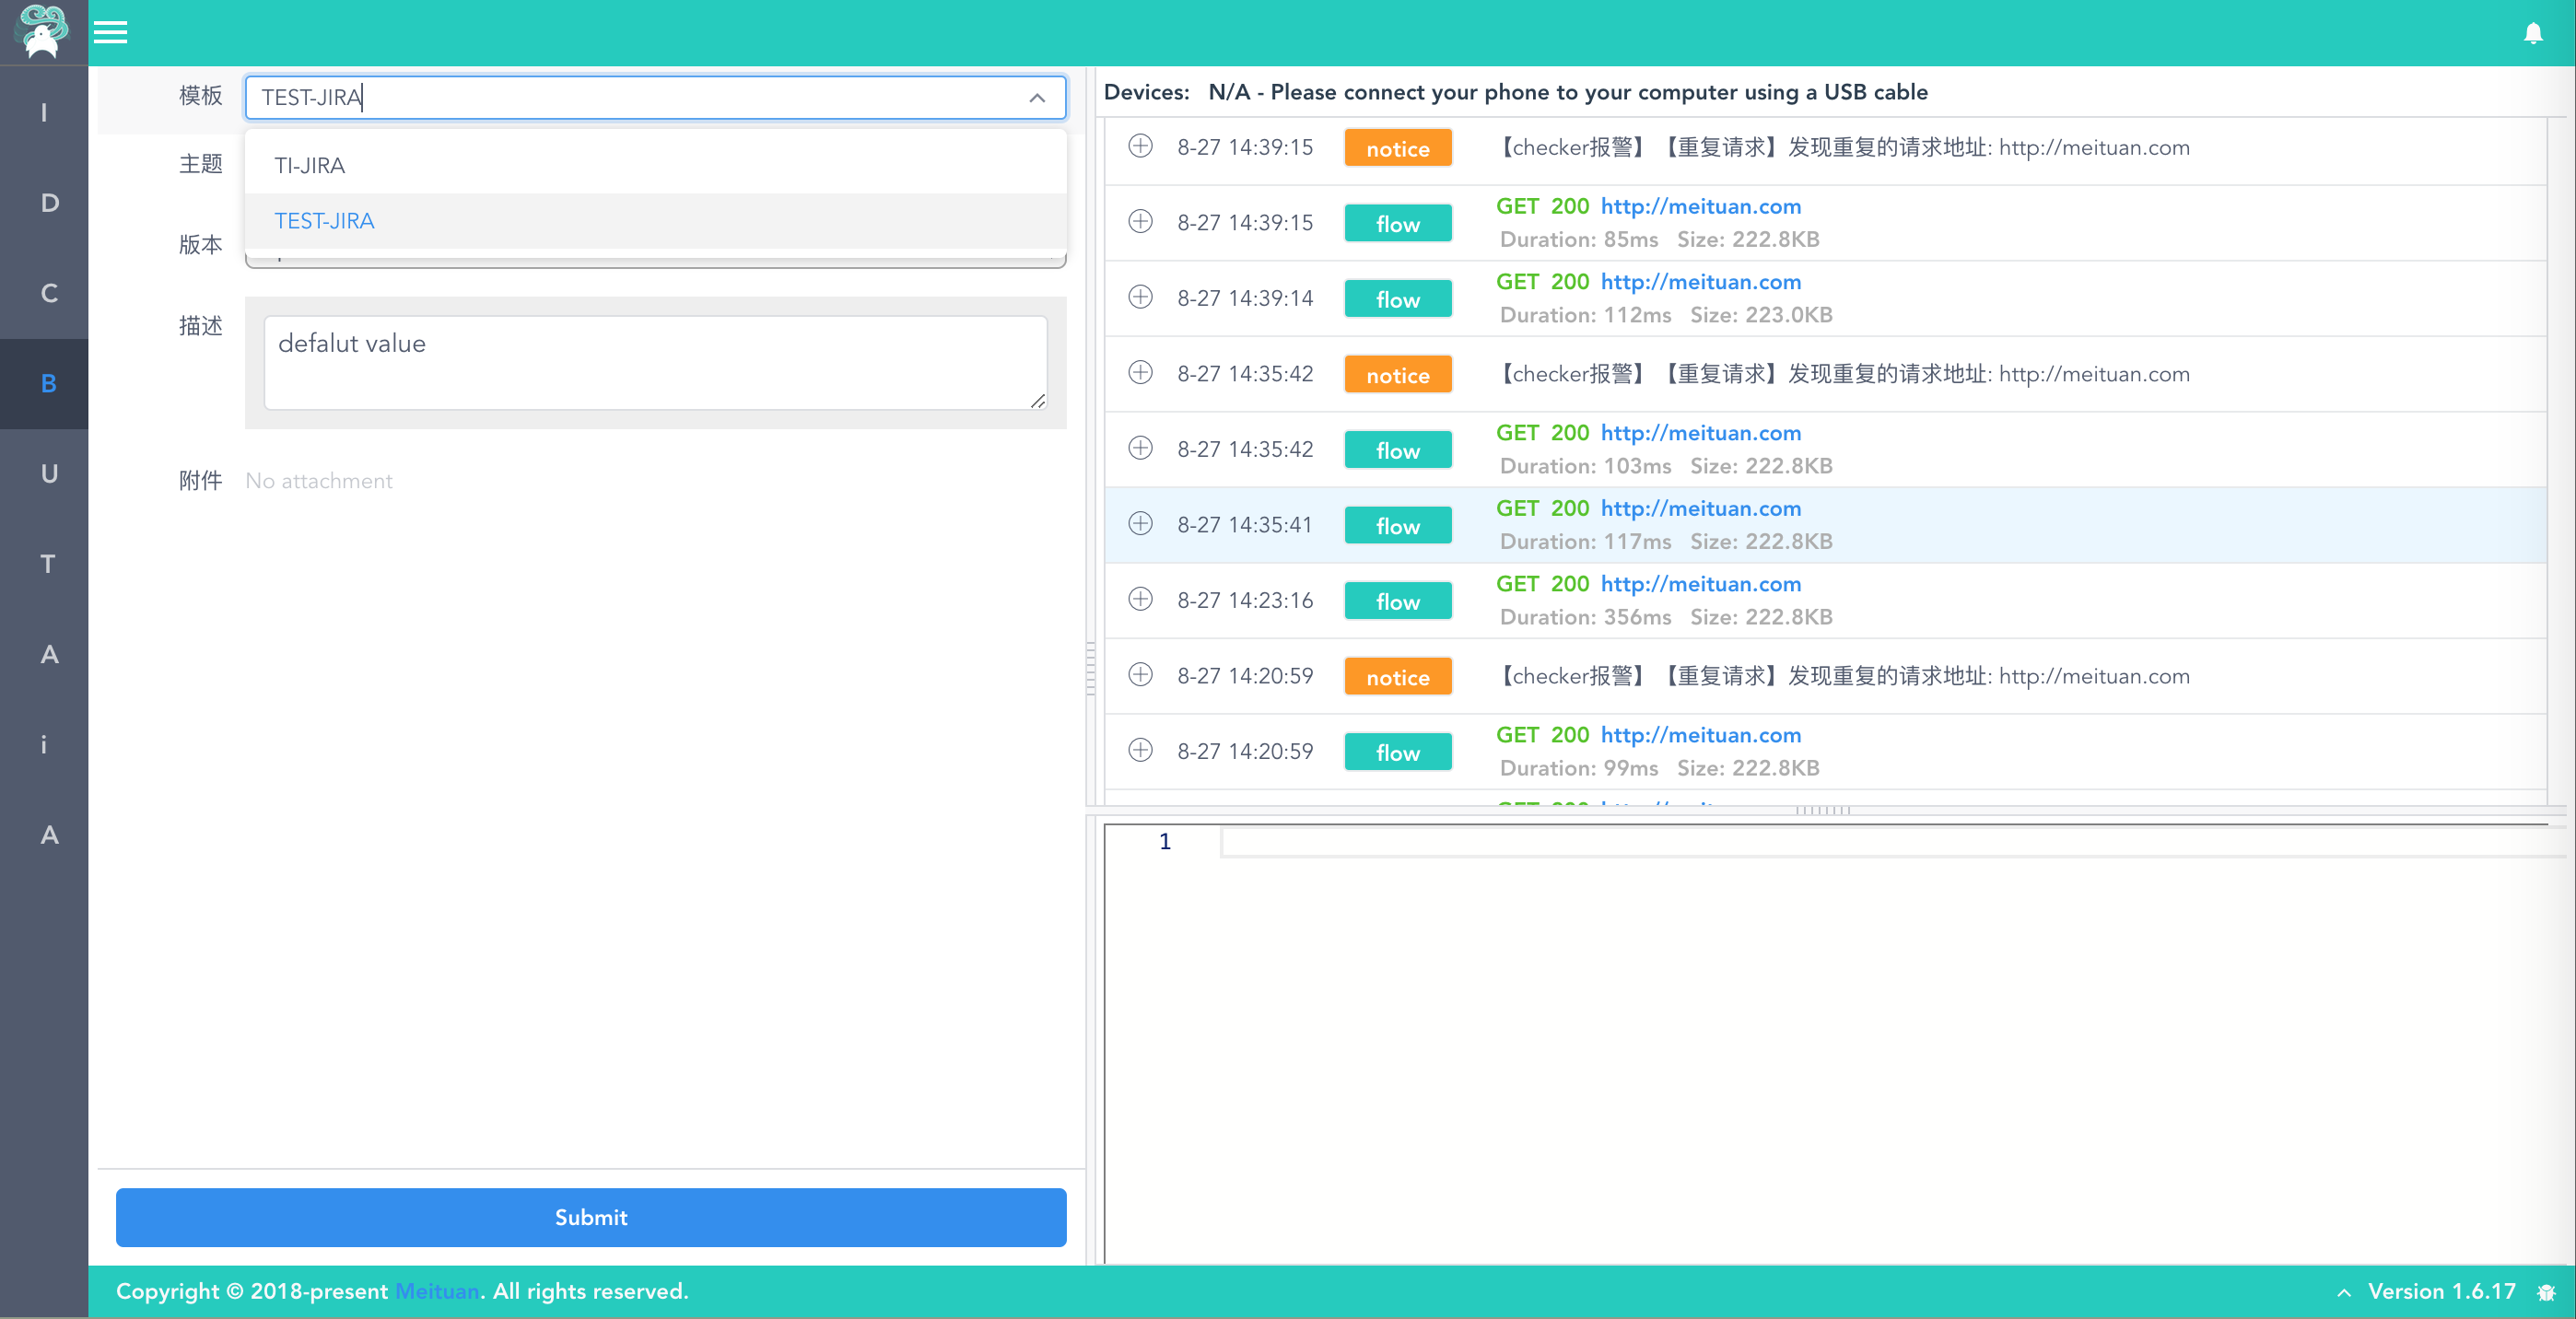 I
D
C
B
U
T
A
i
A
模板
TEST-JIRA
TI-JIRA
TEST-JIRA
主题
版本
描述
defalut value
附件 No attachment
Submit
Devices: N/A - Please connect your phone to your computer using a USB cable
8-27 14:39:15 notice 【checker报警】【重复请求】发现重复的请求地址: http://meituan.com
8-27 14:39:15 flow GET 200 http://meituan.com
Duration: 85ms Size: 222.8KB
8-27 14:39:14 flow GET 200 http://meituan.com
Duration: 112ms Size: 223.0KB
8-27 14:35:42 notice 【checker报警】【重复请求】发现重复的请求地址: http://meituan.com
8-27 14:35:42 flow GET 200 http://meituan.com
Duration: 103ms Size: 222.8KB
8-27 14:35:41 flow GET 200 http://meituan.com
Duration: 117ms Size: 222.8KB
8-27 14:23:16 flow GET 200 http://meituan.com
Duration: 356ms Size: 222.8KB
8-27 14:20:59 notice 【checker报警】【重复请求】发现重复的请求地址: http://meituan.com
8-27 14:20:59 flow GET 200 http://meituan.com
Duration: 99ms Size: 222.8KB
1
Copyright © 2018-present Meituan. All rights reserved.
Version 1.6.17